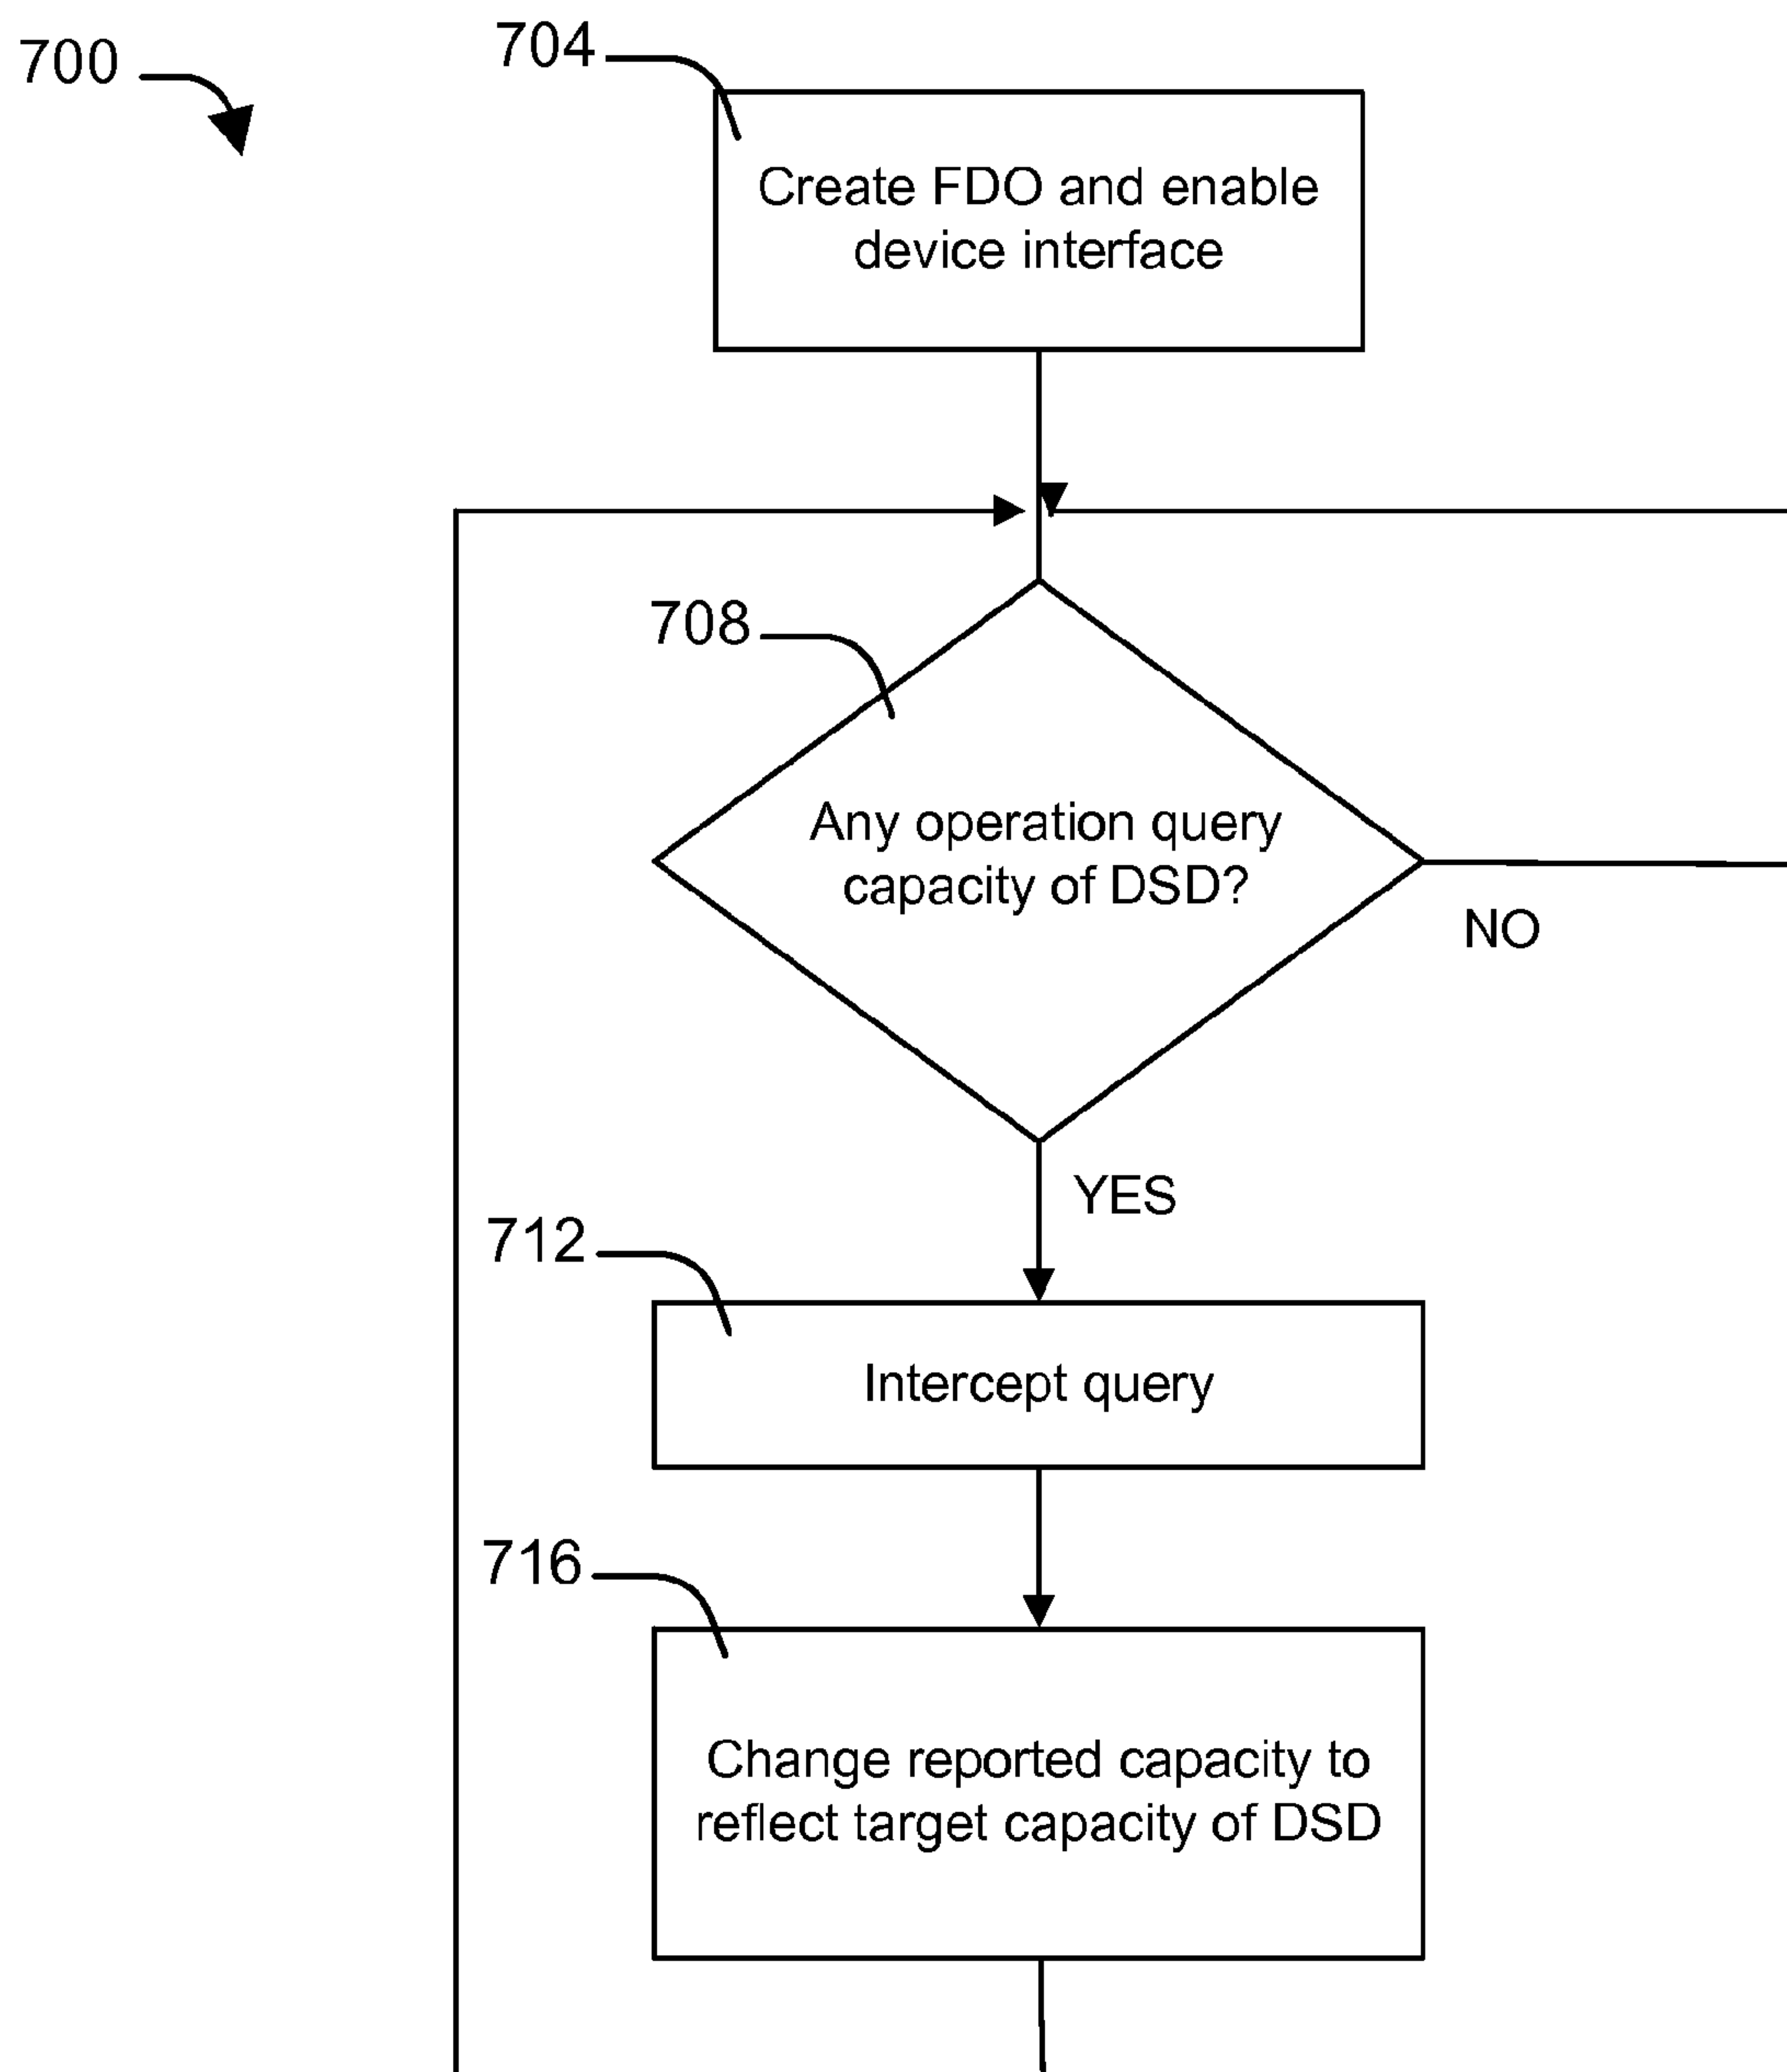 700
704
Create FDO and enable
device interface
708
Any operation query
capacity of DSD?
NO
YES
712
Intercept query
716
Change reported capacity to
reflect target capacity of DSD